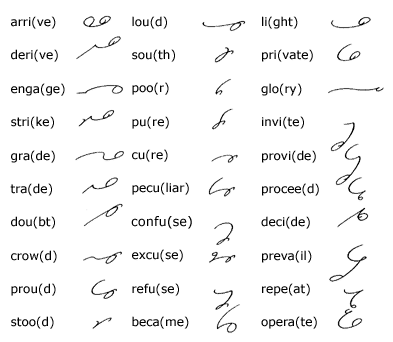 arri(ve) lou(d) li(ght)
deri(ve) sou(th) pri(vate)
enga(ge) poo(r) glo(ry)
stri(ke) pu(re) invi(te)
gra(de) cu(re) provi(de)
tra(de) pecu(liar) procee(d)
dou(bt) confu(se) deci(de)
crow(d) excu(se) preva(il)
prou(d) refu(se) repe(at)
stoo(d) beca(me) opera(te)